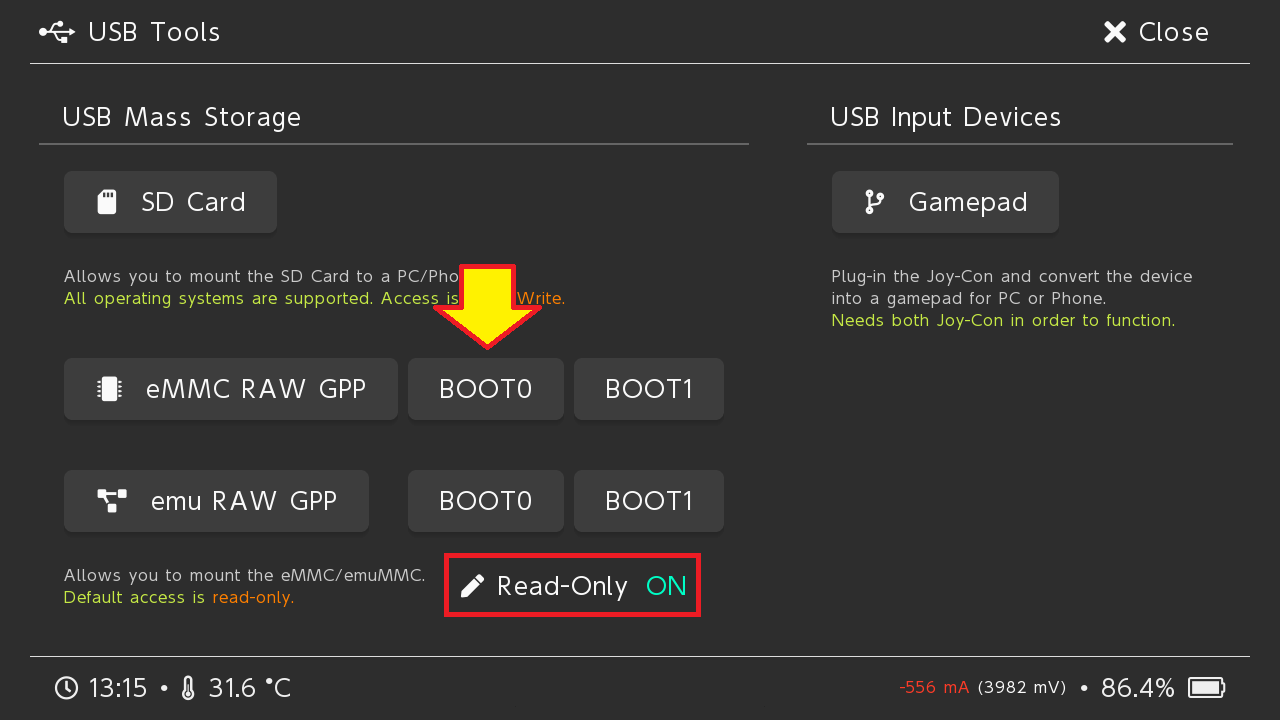 USB Tools
Close
USB Mass Storage
SD Card
Allows you to mount the SD Card to a PC/Pho
All operating systems are supported. Access is Write.
eMMC RAW GPP
BOOT0
BOOT1
emu RAW GPP
BOOT0
BOOT1
Allows you to mount the eMMC/emuMMC.
Default access is read-only.
Read-Only ON
USB Input Devices
Gamepad
Plug-in the Joy-Con and convert the device
into a gamepad for PC or Phone.
Needs both Joy-Con in order to function.
13:15 • 31.6 °C
-556 mA (3982 mV) • 86.4%